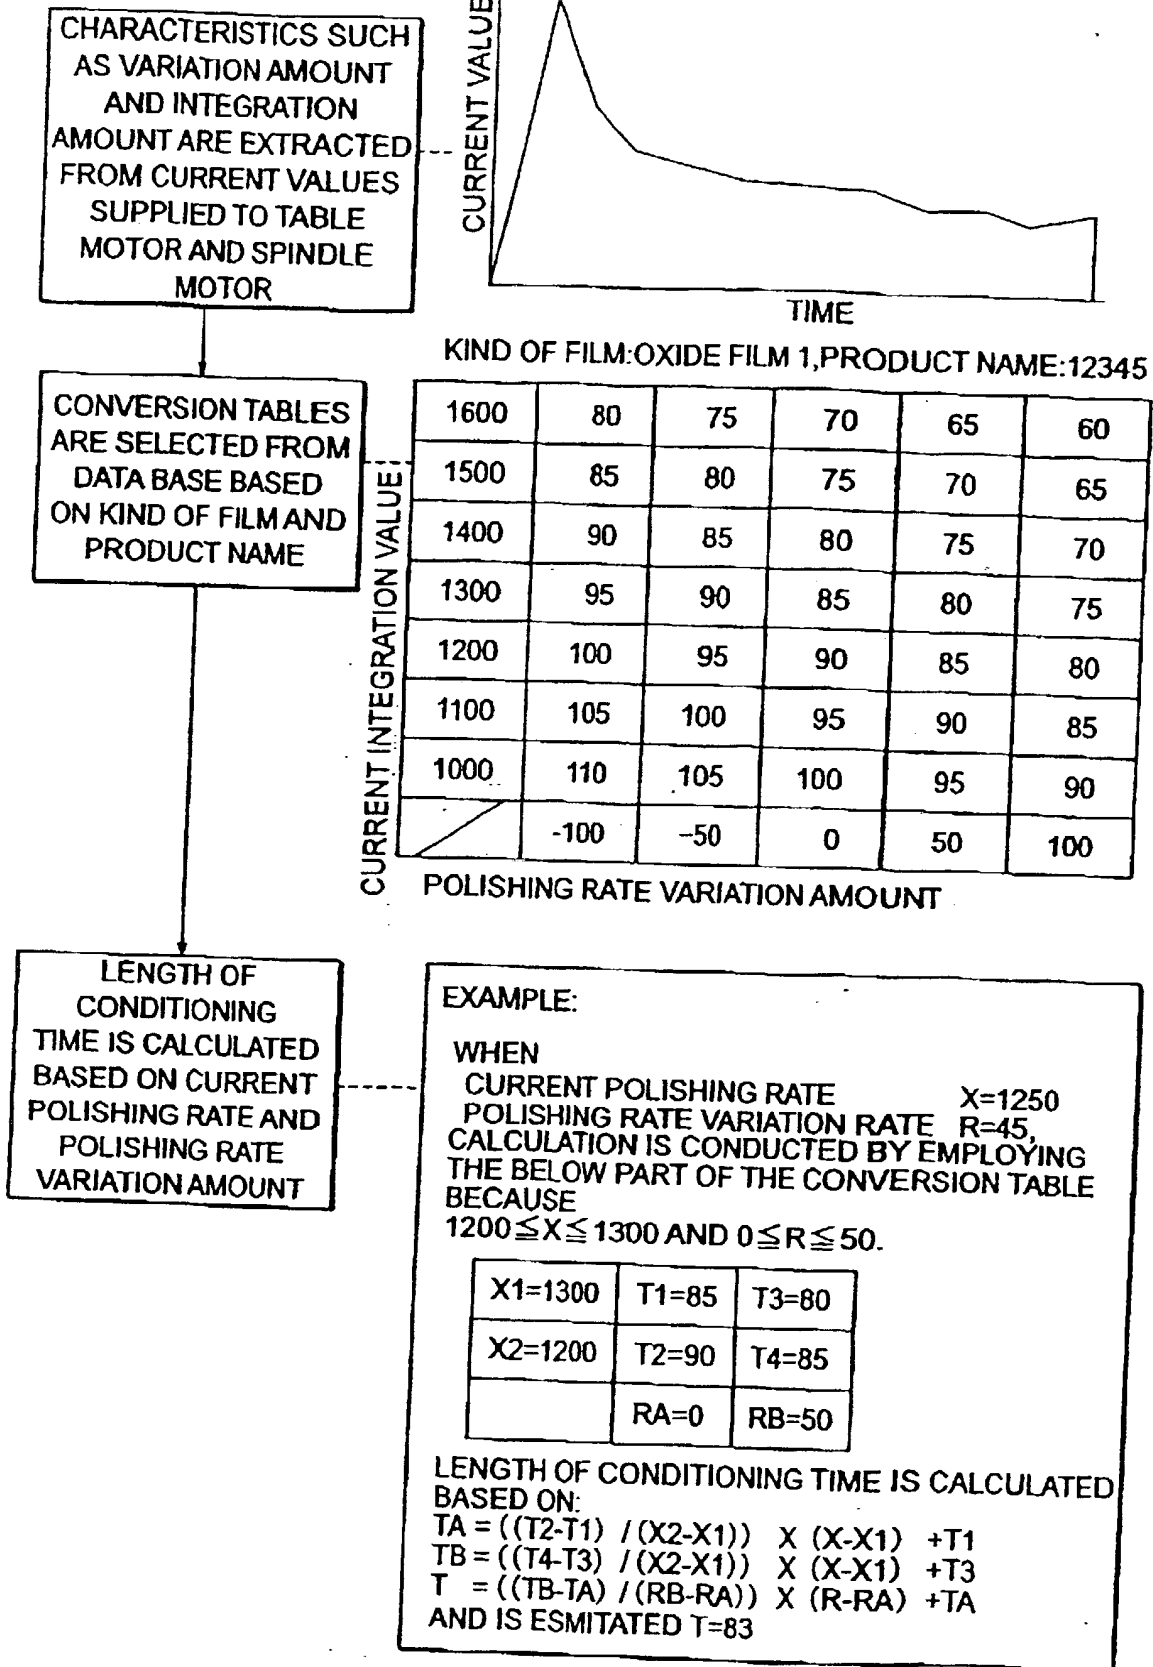 CHARACTERISTICS SUCH
AS VARIATION AMOUNT
AND INTEGRATION
AMOUNT ARE EXTRACTED
FROM CURRENT VALUES
SUPPLIED TO TABLE
MOTOR AND SPINDLE
MOTOR
CURRENT VALUE
TIME
KIND OF FILM:OXIDE FILM 1,PRODUCT NAME:12345
CONVERSION TABLES
ARE SELECTED FROM
DATA BASE BASED
ON KIND OF FILM AND
PRODUCT NAME
CURRENT INTEGRATION VALUE
1600 80 75 70 65 60
1500 85 80 75 70 65
1400 90 85 80 75 70
1300 95 90 85 80 75
1200 100 95 90 85 80
1100 105 100 95 90 85
1000 110 105 100 95 90
-100 -50 0 50 100
POLISHING RATE VARIATION AMOUNT
LENGTH OF
CONDITIONING
TIME IS CALCULATED
BASED ON CURRENT
POLISHING RATE AND
POLISHING RATE
VARIATION AMOUNT
EXAMPLE:
WHEN
CURRENT POLISHING RATE X=1250
POLISHING RATE VARIATION RATE R=45,
CALCULATION IS CONDUCTED BY EMPLOYING
THE BELOW PART OF THE CONVERSION TABLE
BECAUSE
1200≦X≦1300 AND 0≦R≦50.
X1=1300 T1=85 T3=80
X2=1200 T2=90 T4=85
RA=0 RB=50
LENGTH OF CONDITIONING TIME IS CALCULATED
BASED ON:
TA = ((T2-T1) / (X2-X1)) X (X-X1) +T1
TB = ((T4-T3) / (X2-X1)) X (X-X1) +T3
T = ((TB-TA) / (RB-RA)) X (R-RA) +TA
AND IS ESMITATED T=83